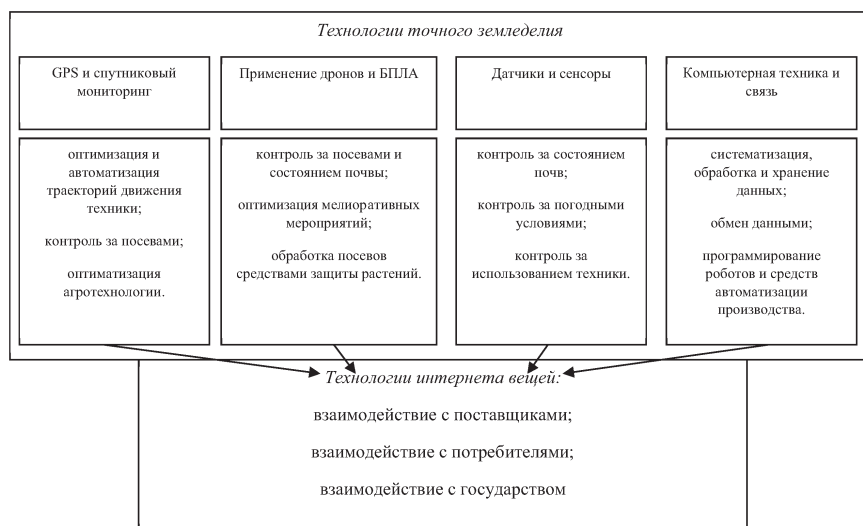 Технологии точного земледелия
GPS и спутниковый
мониторинг
Применение дронов и БПЛА
Датчики и сенсоры
Компьютерная техника и
связь
оптимизация и
автоматизация
траекторий движения
техники;
контроль за посевами;
оптиматизация
агротехнологии.
контроль за посевами и
состоянием почвы;
оптимизация мелиоративных
мероприятий;
обработка посевов
средствами защиты растений.
контроль за состоянием
почв;
контроль за погодными
условиями;
контроль за
использованием техники.
систематизация,
обработка и хранение
данных;
обмен данными;
программирование
роботов и средств
автоматизации
производства.
Технологии интернета вещей:
взаимодействие с поставщиками;
взаимодействие с потребителями;
взаимодействие с государством